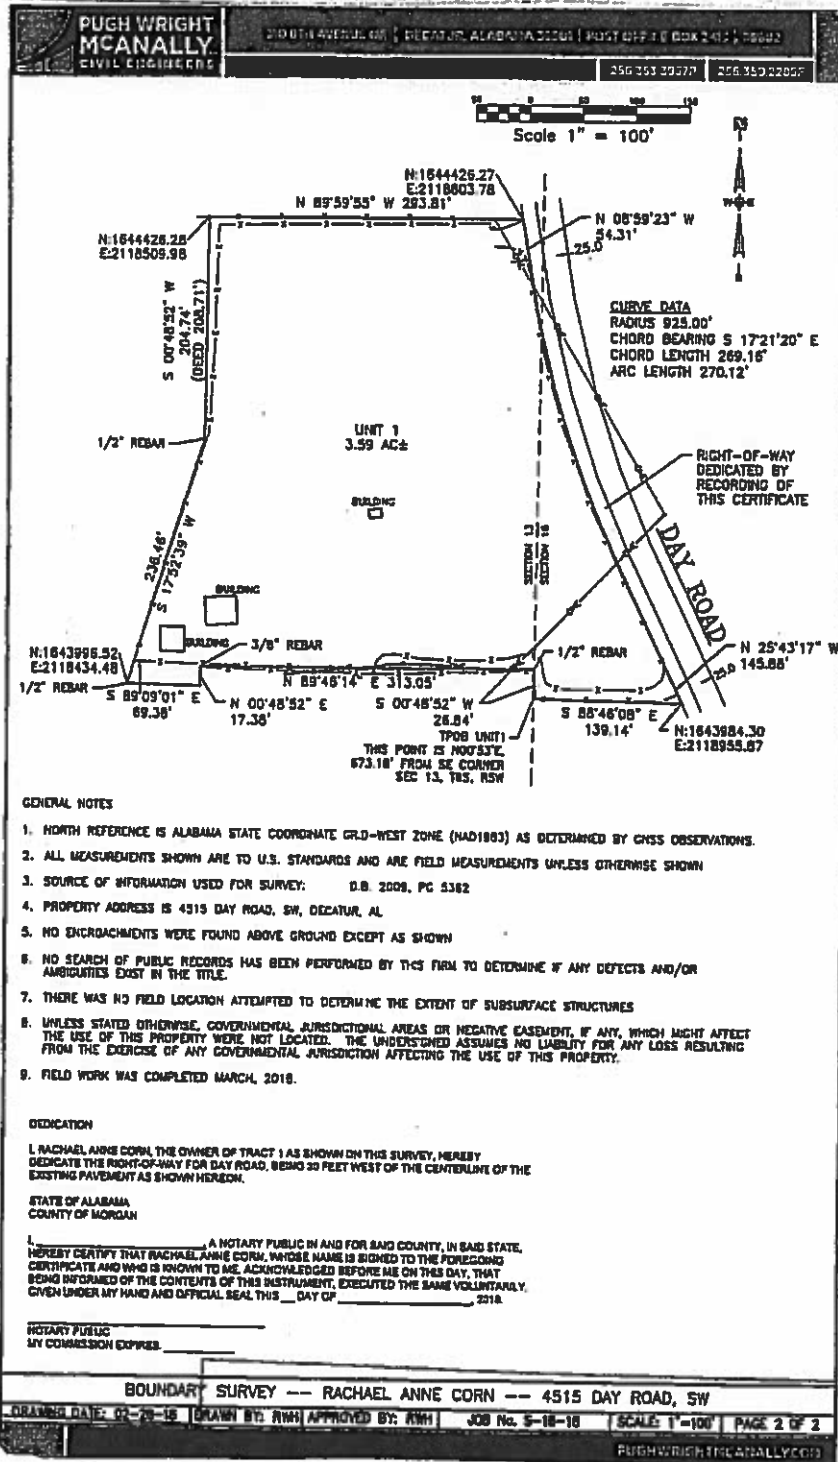 PUGH WRIGHT
MCANALLY
CIVIL ENGINEERS
DECATUR, ALABAMA
Scale 1" = 100'
N:1644426.27
E:2118803.78
N 89'59'55" W 293.81'
N:1644426.28
E:2118509.98
N 08'59'23" W
54.31'
25.0
CURVE DATA
RADIUS 925.00'
CHORD BEARING S 17'21'20" E
CHORD LENGTH 269.16'
ARC LENGTH 270.12'
S 00'48'52" W
204.74'
(DEED 208.71')
1/2" REBAR
UNIT 1
3.59 AC±
BUILDING
RIGHT-OF-WAY
DEDICATED BY
RECORDING OF
THIS CERTIFICATE
SECTION 13
SECTION 18
DAY ROAD
236.46'
S 17'52'39" W
BUILDING
BUILDING
3/8" REBAR
1/2" REBAR
N 25'43'17" W
145.88'
N:1643996.52
E:2118434.48
1/2" REBAR
S 89'09'01" E
69.38'
N 00'48'52" E
17.38'
N 89'48'14" E 313.05'
S 00'48'52" W
26.84'
S 88'46'08" E
139.14'
N:1643984.30
E:2118955.87
TPOB UNIT1
THIS POINT IS
673.18' FROM SE CORNER
SEC 13, T6S, R5W
GENERAL NOTES
1. NORTH REFERENCE IS ALABAMA STATE COORDINATE GRID-WEST ZONE (NAD1983) AS DETERMINED BY GNSS OBSERVATIONS.
2. ALL MEASUREMENTS SHOWN ARE TO U.S. STANDARDS AND ARE FIELD MEASUREMENTS UNLESS OTHERWISE SHOWN
3. SOURCE OF INFORMATION USED FOR SURVEY: D.B. 2009, PG 5362
4. PROPERTY ADDRESS IS 4515 DAY ROAD, SW, DECATUR, AL
5. NO ENCROACHMENTS WERE FOUND ABOVE GROUND EXCEPT AS SHOWN
6. NO SEARCH OF PUBLIC RECORDS HAS BEEN PERFORMED BY THIS FIRM TO DETERMINE IF ANY DEFECTS AND/OR
AMBIGUITIES EXIST IN THE TITLE.
7. THERE WAS NO FIELD LOCATION ATTEMPTED TO DETERMINE THE EXTENT OF SUBSURFACE STRUCTURES
8. UNLESS STATED OTHERWISE, GOVERNMENTAL JURISDICTIONAL AREAS OR NEGATIVE EASEMENT, IF ANY, WHICH MIGHT AFFECT
THE USE OF THIS PROPERTY WERE NOT LOCATED. THE UNDERSIGNED ASSUMES NO LIABILITY FOR ANY LOSS RESULTING
FROM THE EXERCISE OF ANY GOVERNMENTAL JURISDICTION AFFECTING THE USE OF THIS PROPERTY.
9. FIELD WORK WAS COMPLETED MARCH, 2018.
DEDICATION
I, RACHAEL ANNE CORN, THE OWNER OF TRACT 1 AS SHOWN ON THIS SURVEY, HEREBY
DEDICATE THE RIGHT-OF-WAY FOR DAY ROAD, BEING 30 FEET WEST OF THE CENTERLINE OF THE
EXISTING PAVEMENT AS SHOWN HEREON.
STATE OF ALABAMA
COUNTY OF MORGAN
I, ____________________, A NOTARY PUBLIC IN AND FOR SAID COUNTY, IN SAID STATE,
HEREBY CERTIFY THAT RACHAEL ANNE CORN, WHOSE NAME IS SIGNED TO THE FOREGOING
CERTIFICATE AND WHO IS KNOWN TO ME, ACKNOWLEDGED BEFORE ME ON THIS DAY, THAT
BEING INFORMED OF THE CONTENTS OF THIS INSTRUMENT, EXECUTED THE SAME VOLUNTARILY.
GIVEN UNDER MY HAND AND OFFICIAL SEAL THIS __ DAY OF ______________, 2018.
NOTARY PUBLIC
MY COMMISSION EXPIRES ________
BOUNDARY SURVEY -- RACHAEL ANNE CORN -- 4515 DAY ROAD, SW
DRAWING DATE: DRAWN BY: RWH APPROVED BY: RWH JOB No. S-18-18 SCALE: 1"=100' PAGE 2 OF 2
PUGHWRIGHTMCANALLY.COM